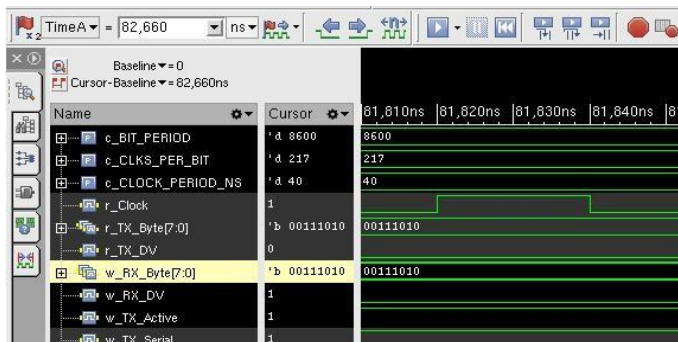 x2 TimeA = 82,660 ns
Baseline = 0
Cursor-Baseline = 82,660ns
Name Cursor 81,810ns 81,820ns 81,830ns 81,840ns
c_BIT_PERIOD 'd 8600 8600
c_CLKS_PER_BIT 'd 217 217
c_CLOCK_PERIOD_NS 'd 40 40
r_Clock 1
r_TX_Byte[7:0] 'b 00111010 00111010
r_TX_DV 0
w_RX_Byte[7:0] 'b 00111010 00111010
w_RX_DV 1
w_TX_Active 1
w_TX_Serial 1